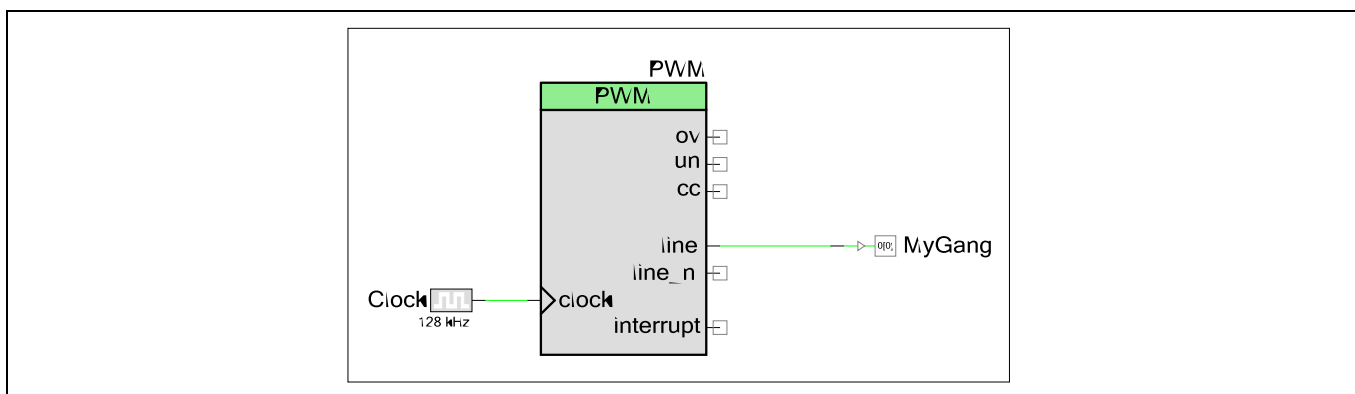 PWM
PWM
ov
un
cc
line
MyGang
line_n
Clock
128 kHz
clock
interrupt